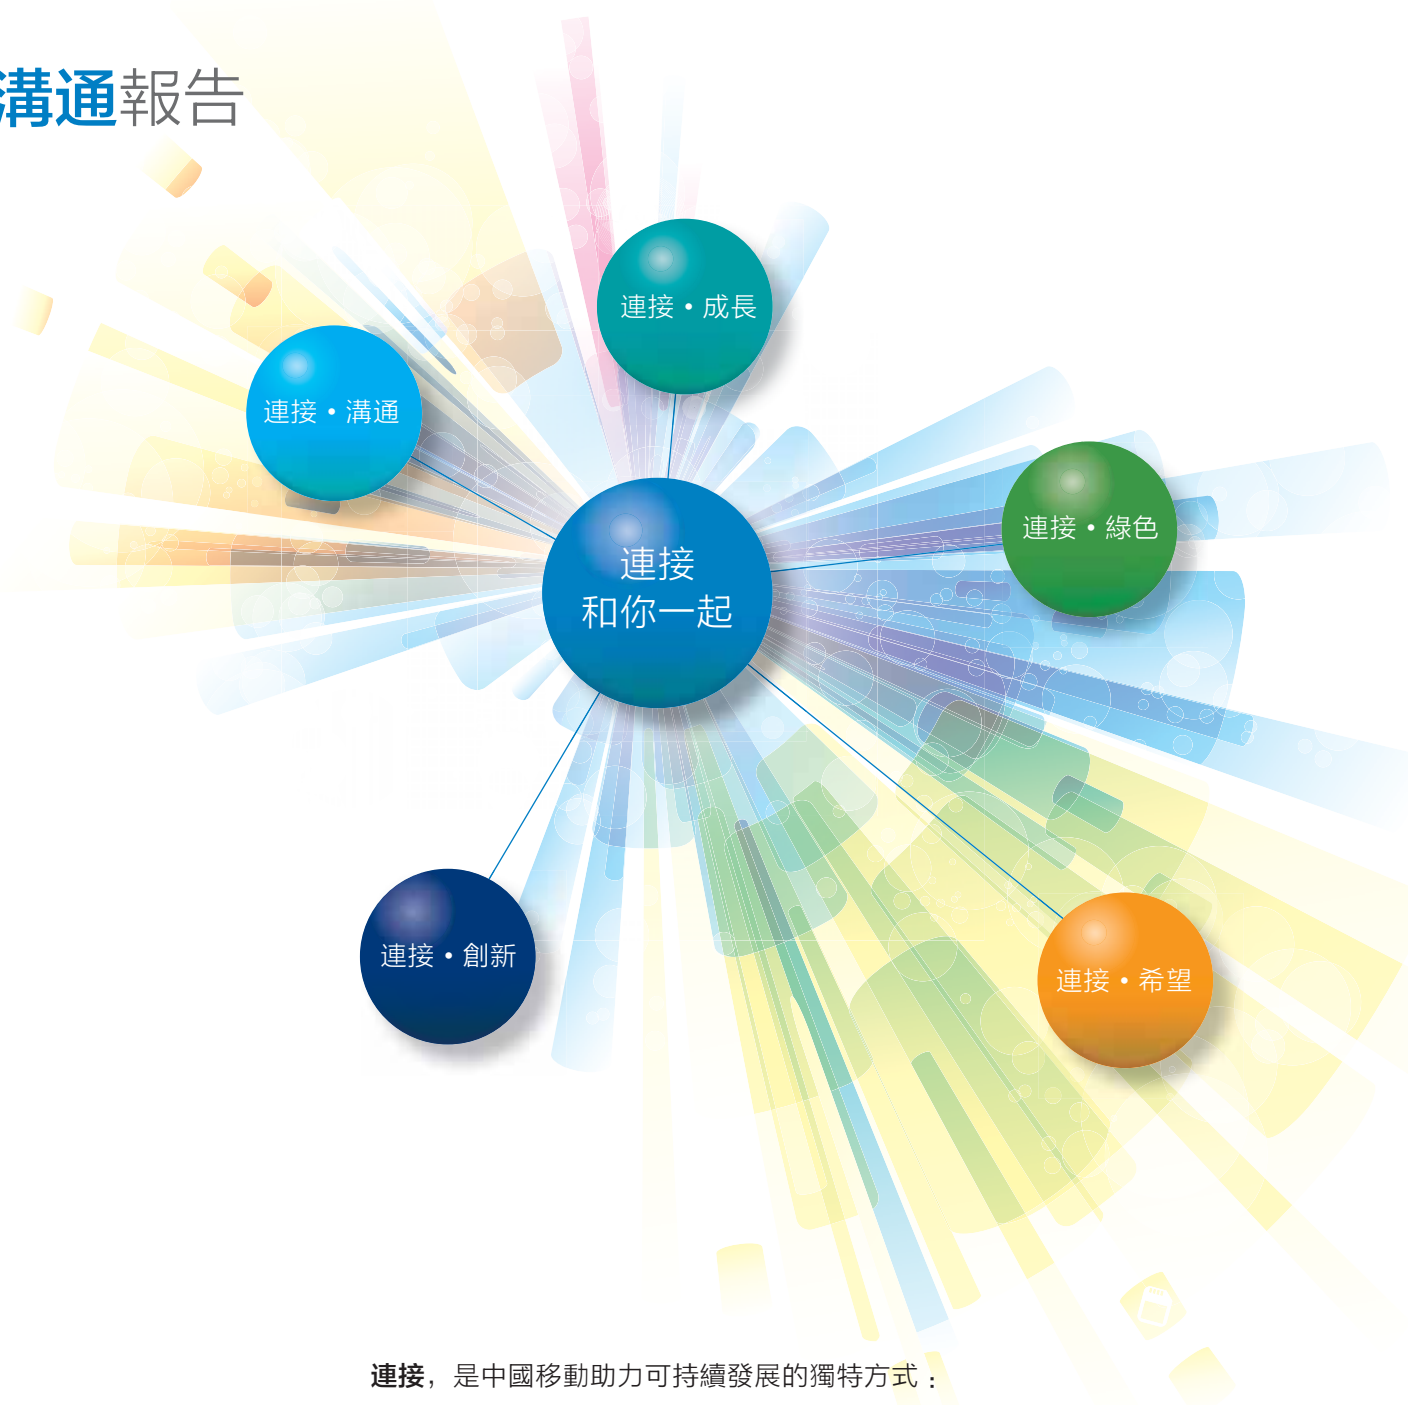 溝通報告
連接•成長
連接•溝通
連接•綠色
連接
和你一起
連接•創新
連接•希望
連接，是中國移動助力可持續發展的獨特方式：